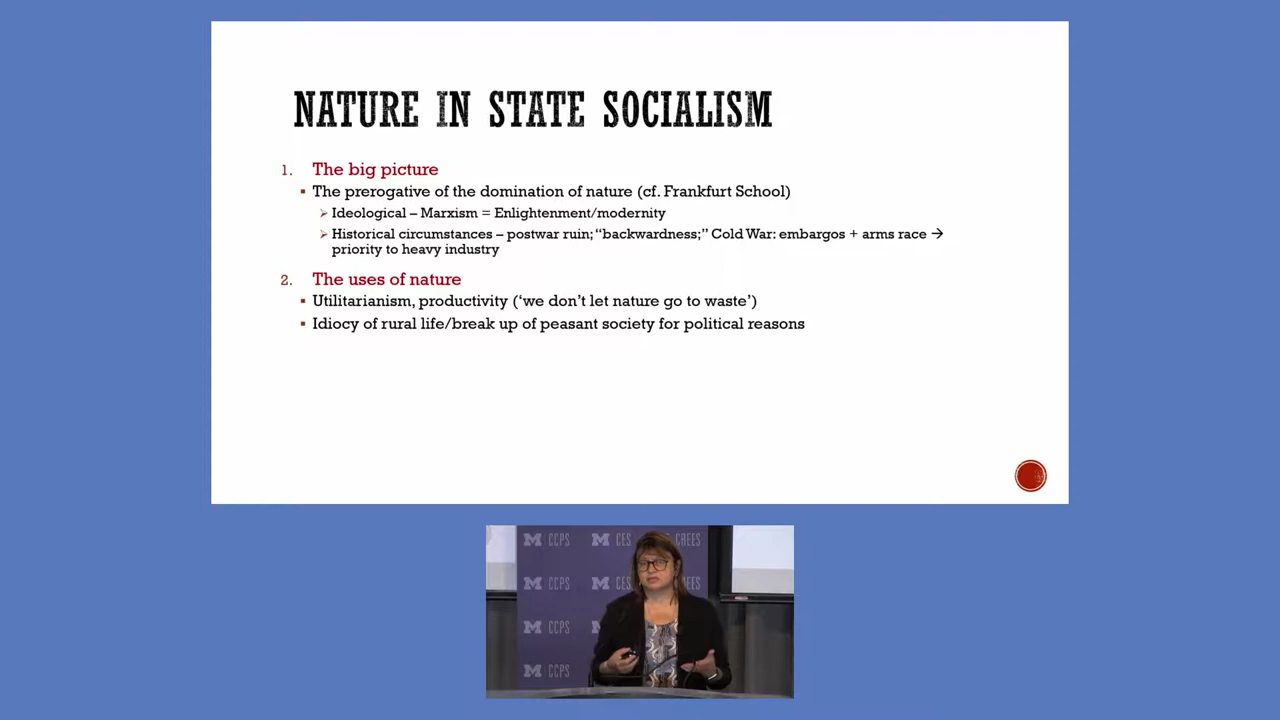 NATURE IN STATE SOCIALISM
1. The big picture
▪ The prerogative of the domination of nature (cf. Frankfurt School)
➢ Ideological – Marxism = Enlightenment/modernity
➢ Historical circumstances – postwar ruin; “backwardness;” Cold War: embargos + arms race →
priority to heavy industry
2. The uses of nature
▪ Utilitarianism, productivity (‘we don’t let nature go to waste’)
▪ Idiocy of rural life/break up of peasant society for political reasons
M CCPS M CES CREES
M CCPS M CES EES
M CCPS
M CCPS